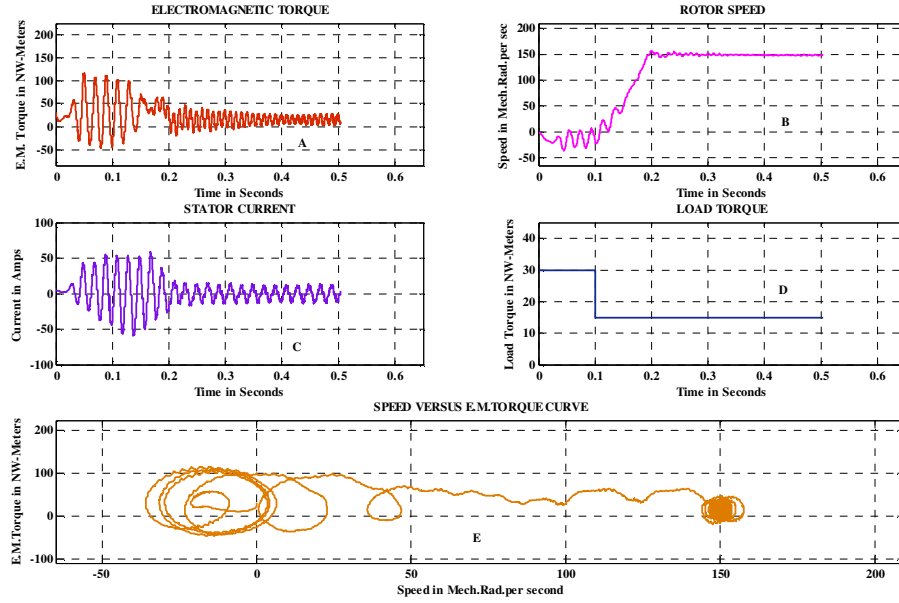 ELECTROMAGNETIC TORQUE
E.M. Torque in NW-Meters
200
150
100
50
0
-50
A
0 0.1 0.2 0.3 0.4 0.5 0.6
Time in Seconds
ROTOR SPEED
Speed in Mech.Rad.per sec
200
150
100
50
0
-50
B
0 0.1 0.2 0.3 0.4 0.5 0.6
Time in Seconds
STATOR CURRENT
Current in Amps
100
50
0
-50
-100
C
0 0.1 0.2 0.3 0.4 0.5 0.6
Time in Seconds
LOAD TORQUE
Load Torque in NW-Meters
40
30
20
10
0
D
0 0.1 0.2 0.3 0.4 0.5 0.6
Time in Seconds
SPEED VERSUS E.M.TORQUE CURVE
E.M.Torque in NW-Meters
200
100
0
-100
E
-50 0 50 100 150 200
Speed in Mech.Rad.per second